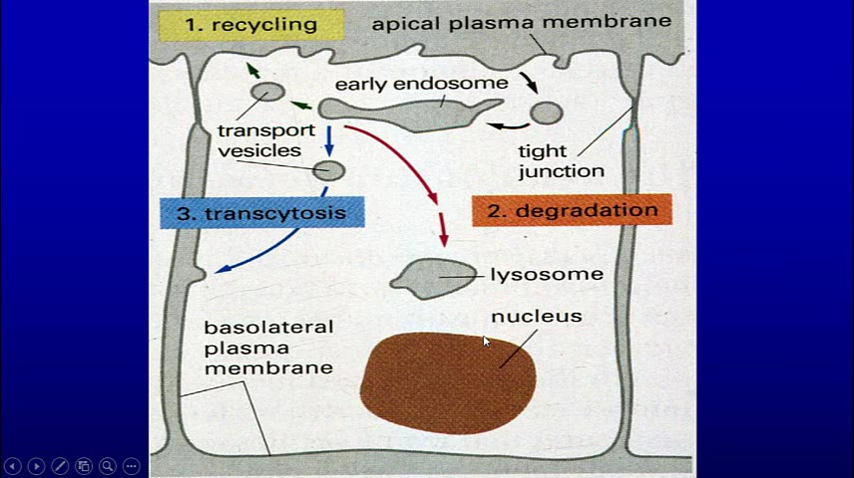 1. recycling
apical plasma membrane
early endosome
transport
vesicles
tight
junction
3. transcytosis
2. degradation
lysosome
nucleus
basolateral
plasma
membrane